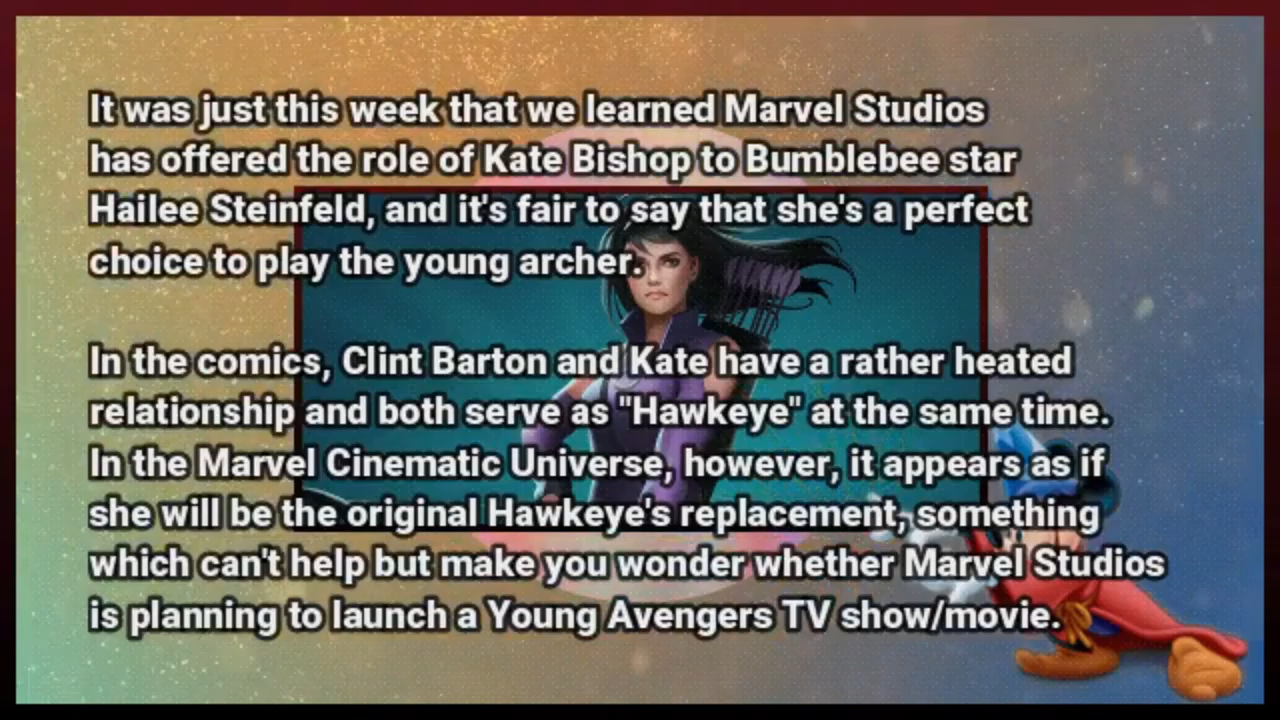 It was just this week that we learned Marvel Studios
has offered the role of Kate Bishop to Bumblebee star
Hailee Steinfeld, and it's fair to say that she's a perfect
choice to play the young archer.
In the comics, Clint Barton and Kate have a rather heated
relationship and both serve as "Hawkeye" at the same time.
In the Marvel Cinematic Universe, however, it appears as if
she will be the original Hawkeye's replacement, something
which can't help but make you wonder whether Marvel Studios
is planning to launch a Young Avengers TV show/movie.